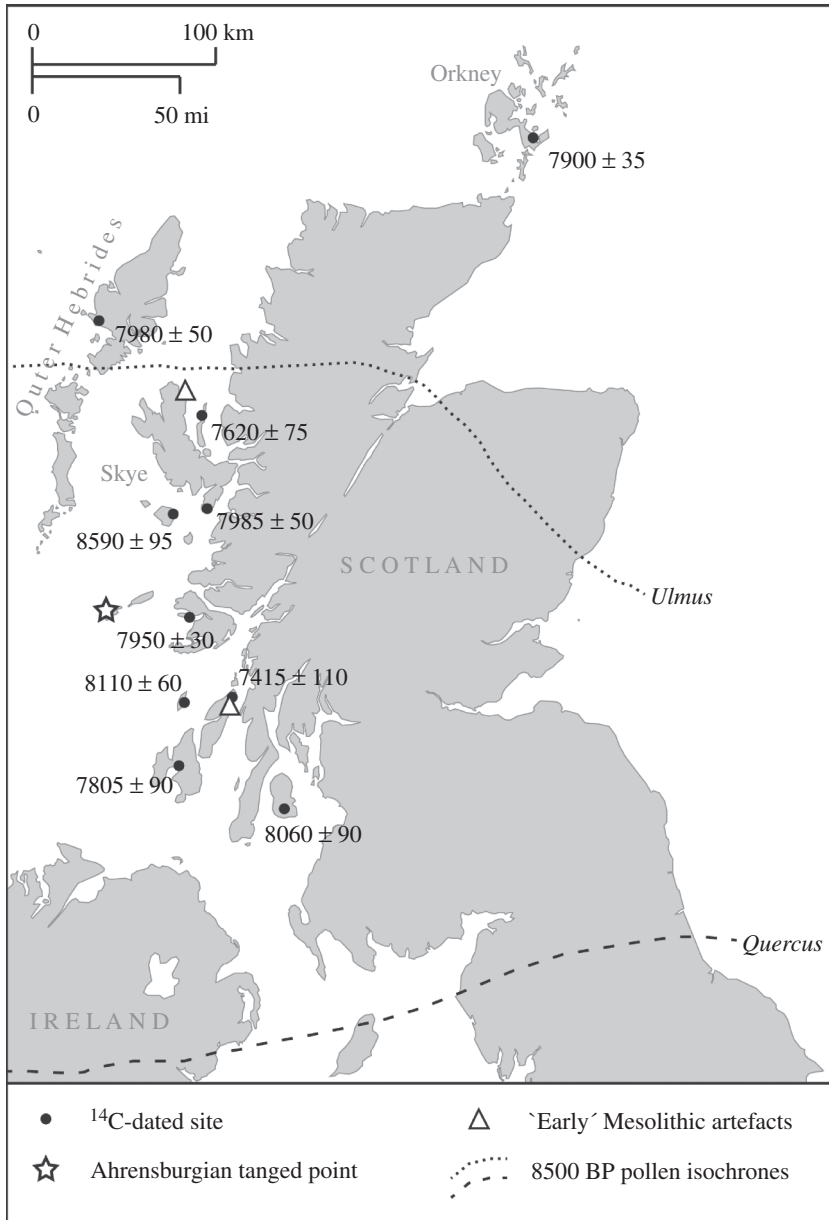 0 100 km
0 50 mi
Orkney
7900 ± 35
Outer Hebrides
7980 ± 50
7620 ± 75
Skye
7985 ± 50
8590 ± 95
SCOTLAND
Ulmus
7950 ± 30
7415 ± 110
8110 ± 60
7805 ± 90
8060 ± 90
Quercus
IRELAND
14C-dated site
`Early´ Mesolithic artefacts
Ahrensburgian tanged point
8500 BP pollen isochrones